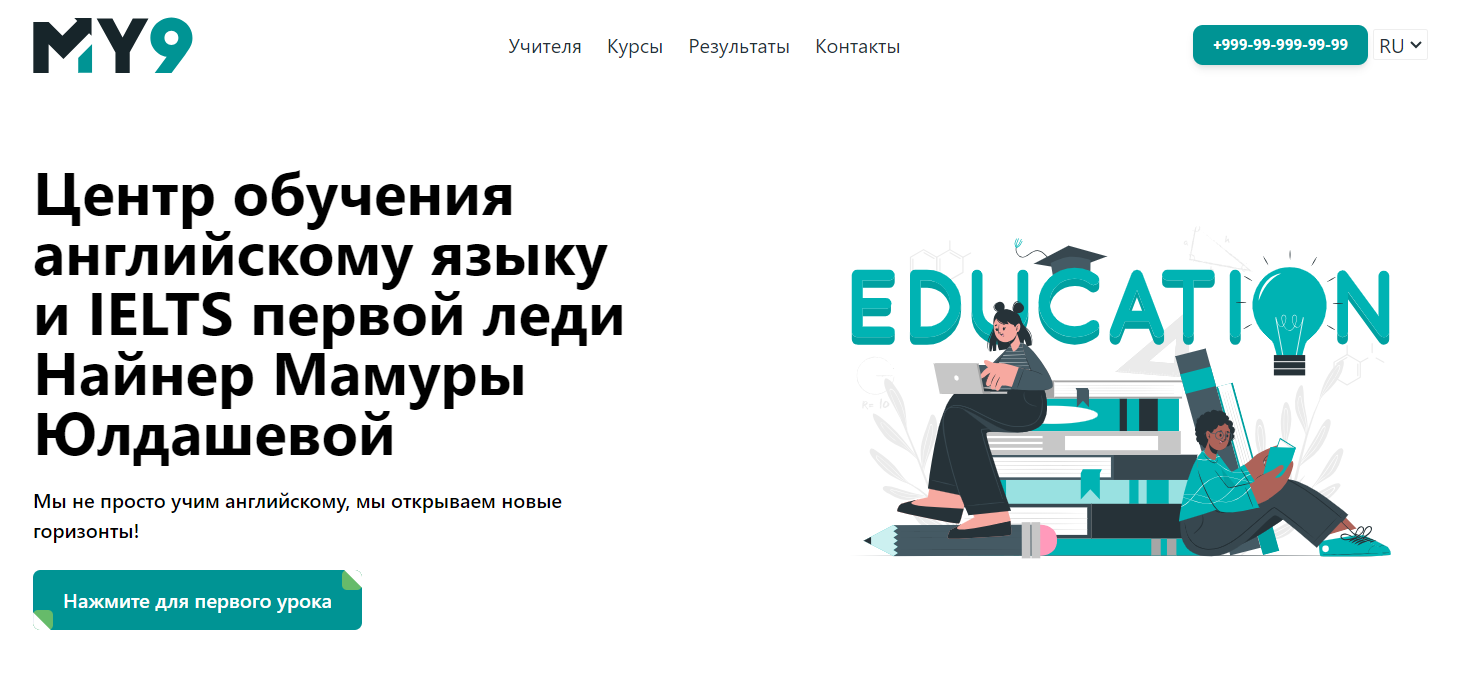 MY9
Учителя Курсы Результаты Контакты
+999-99-999-99-99
RU
Центр обучения
английскому языку
и IELTS первой леди
Найнер Мамуры
Юлдашевой
Мы не просто учим английскому, мы открываем новые
горизонты!
Нажмите для первого урока
EDUCATION